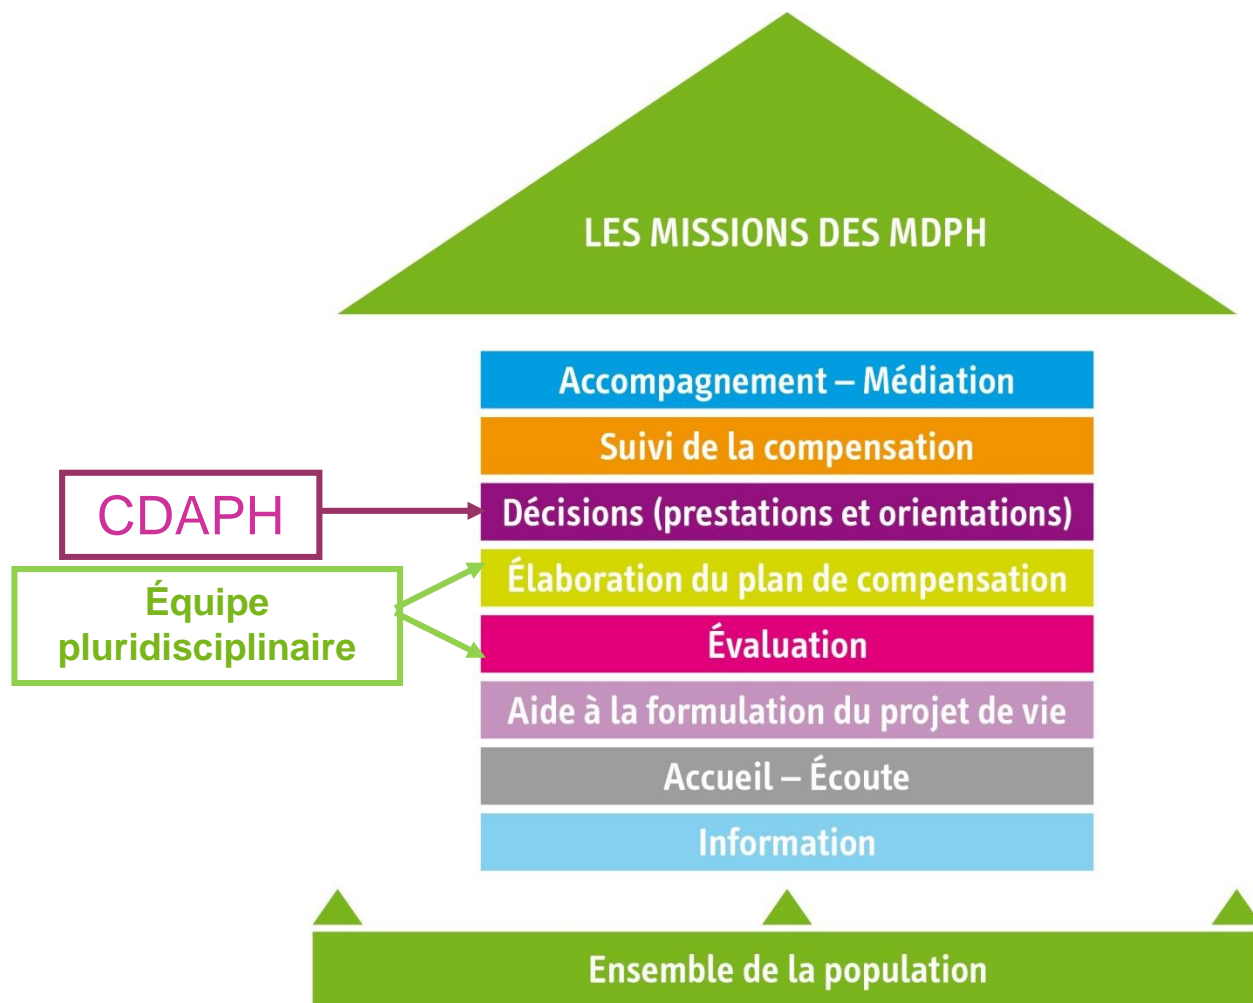 LES MISSIONS DES MDPH
Accompagnement – Médiation
Suivi de la compensation
CDAPH
Décisions (prestations et orientations)
Élaboration du plan de compensation
Équipe
pluridisciplinaire
Évaluation
Aide à la formulation du projet de vie
Accueil – Écoute
Information
Ensemble de la population